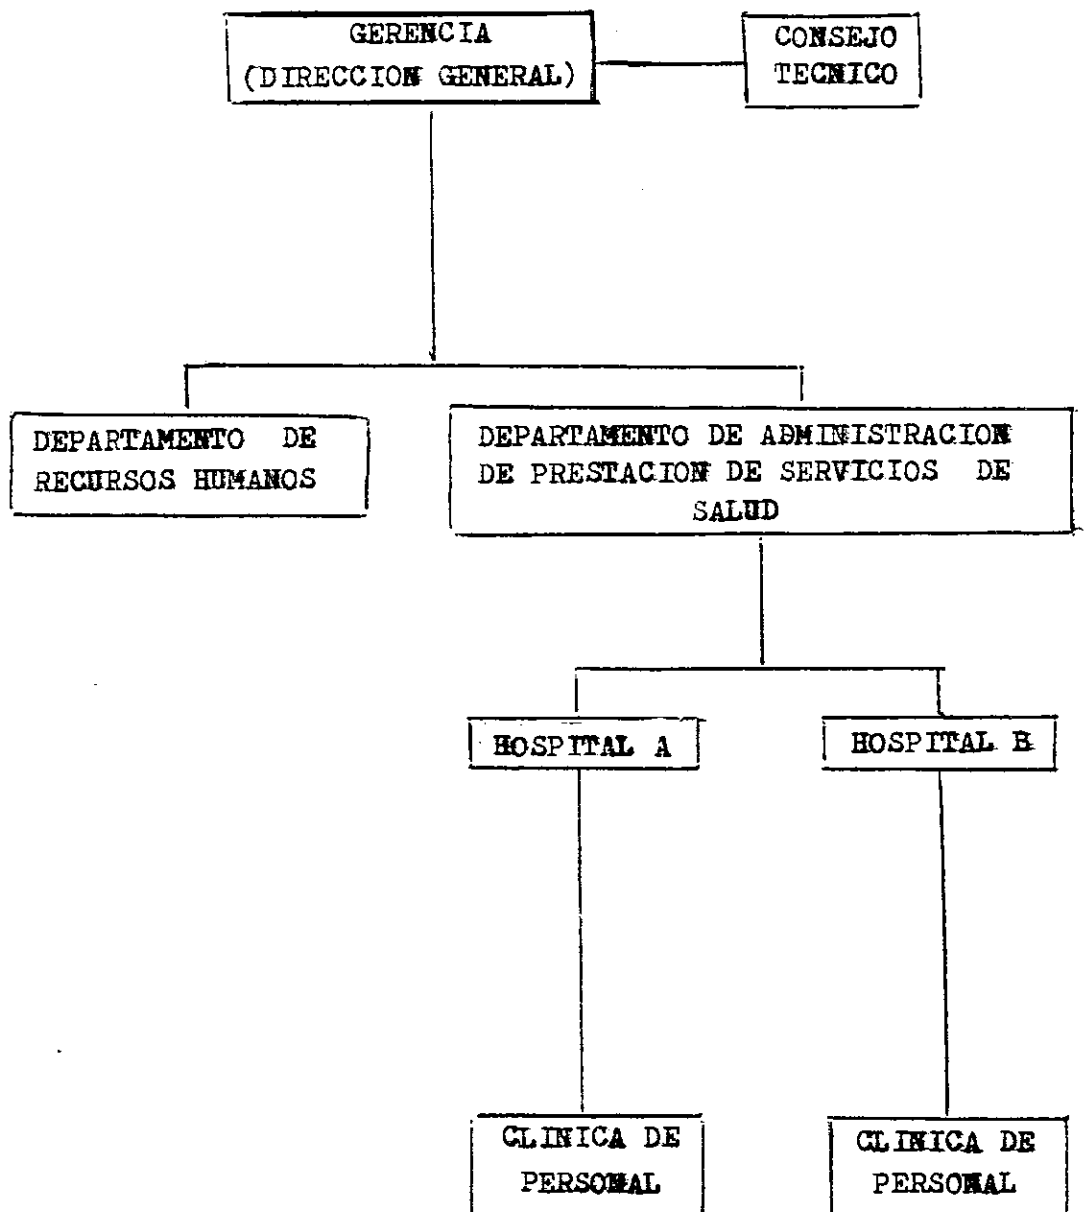 GERENCIA
(DIRECCION GENERAL)
CONSEJO
TECNICO
DEPARTAMENTO DE
RECURSOS HUMANOS
DEPARTAMENTO DE ADMINISTRACION
DE PRESTACION DE SERVICIOS DE
SALUD
HOSPITAL A
HOSPITAL B
CLINICA DE
PERSONAL
CLINICA DE
PERSONAL